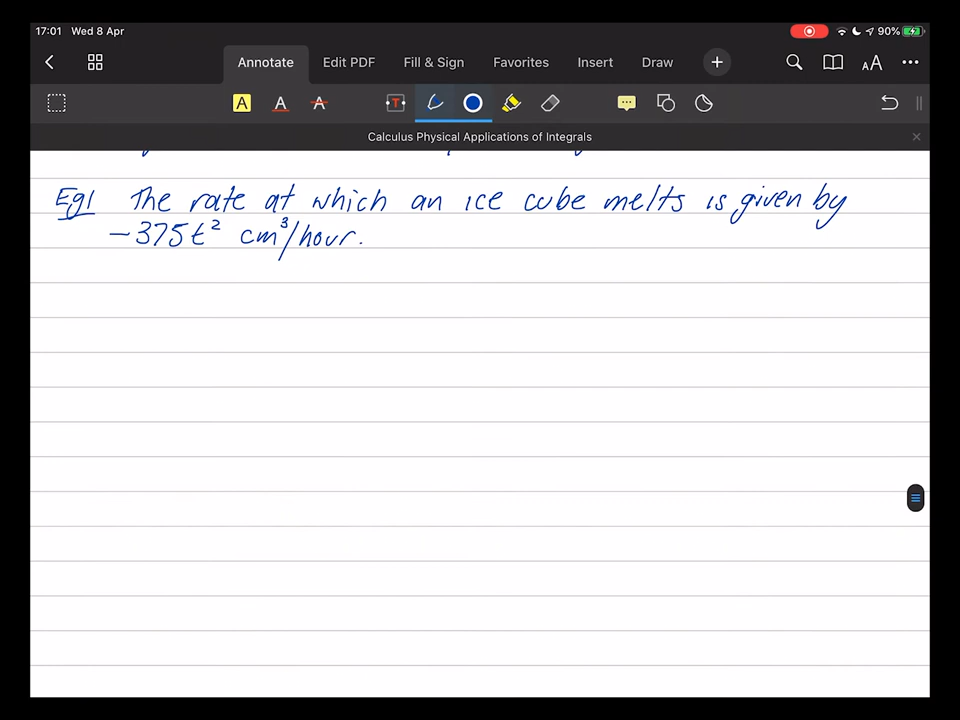 17:01 Wed 8 Apr 90%
Annotate Edit PDF Fill & Sign Favorites Insert Draw + AA
A A A T
Calculus Physical Applications of Integrals
Eg1 The rate at which an ice cube melts is given by
-375t² cm³/hour.